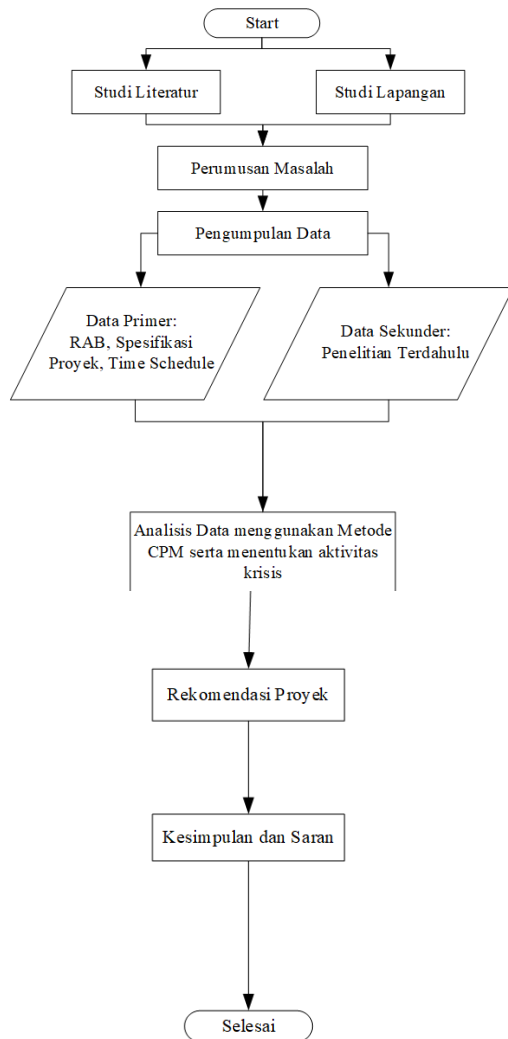 Start
Studi Literatur
Studi Lapangan
Perumusan Masalah
Pengumpulan Data
Data Primer:
RAB, Spesifikasi
Proyek, Time Schedule
Data Sekunder:
Penelitian Terdahulu
Analisis Data menggunakan Metode
CPM serta menentukan aktivitas
krisis
Rekomendasi Proyek
Kesimpulan dan Saran
Selesai